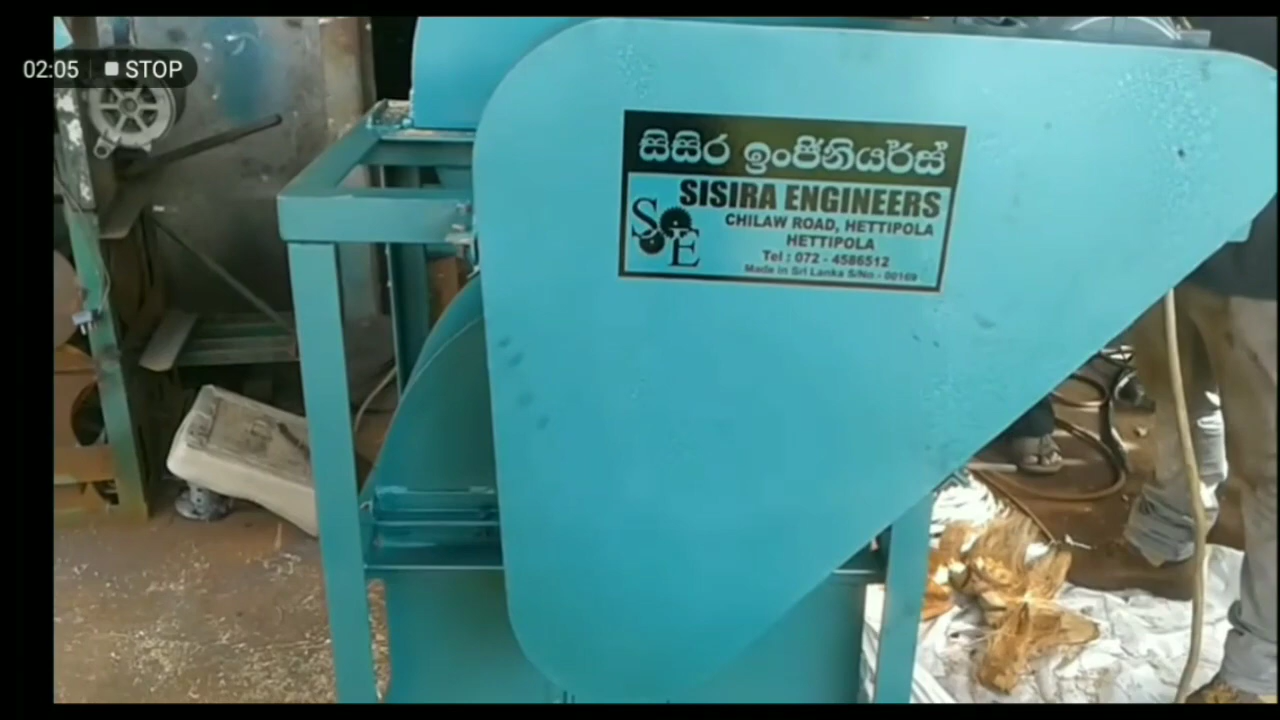 02:05 STOP
සිසිර ඉංජිනියර්ස්
SISIRA ENGINEERS
SE
CHILAW ROAD, HETTIPOLA
HETTIPOLA
Tel : 072 - 4586512
Made in Sri Lanka S/No - 00169